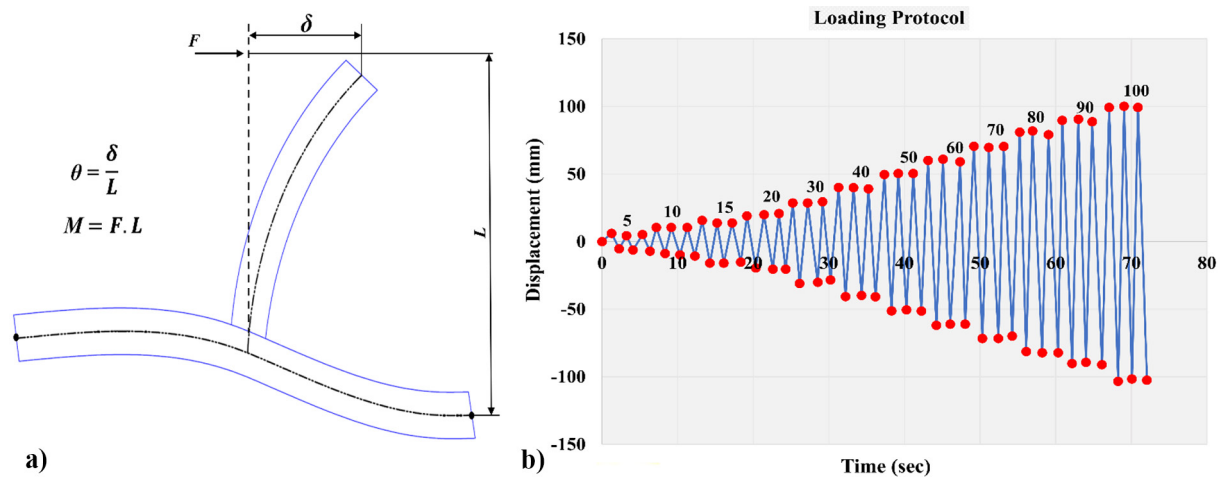 δ
F
θ = δ/L
M = F.L
L
a)
Loading Protocol
Displacement (mm)
150
100
50
0
-50
-100
-150
5
10
15
20
30
40
50
60
70
80
90
100
0
10
20
30
40
50
60
70
80
Time (sec)
b)